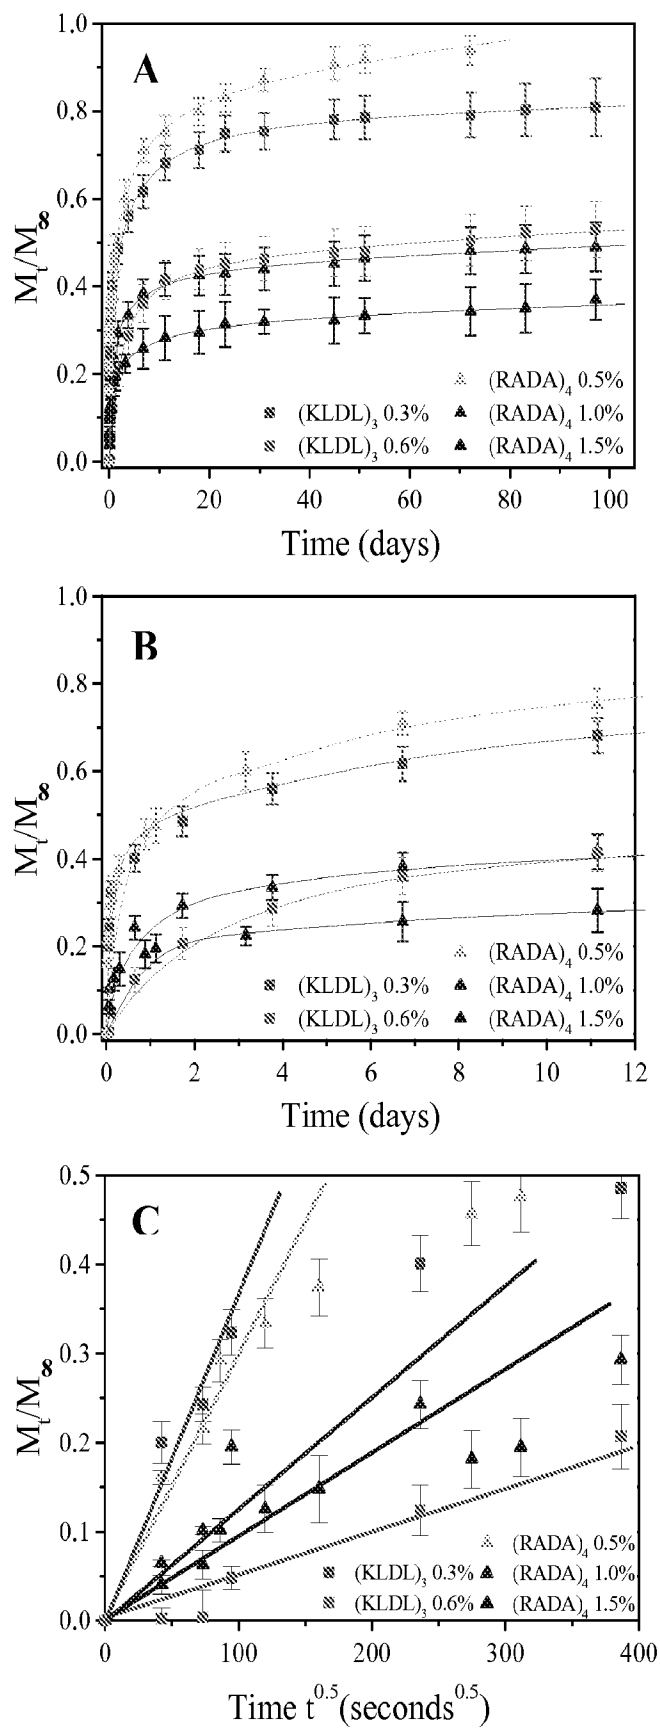 A
1.0
0.8
0.6
0.4
0.2
0.0
Mt/M∞
(RADA)4 0.5%
(KLDL)3 0.3% (RADA)4 1.0%
(KLDL)3 0.6% (RADA)4 1.5%
0 20 40 60 80 100
Time (days)
B
1.0
0.8
0.6
0.4
0.2
0.0
Mt/M∞
(RADA)4 0.5%
(KLDL)3 0.3% (RADA)4 1.0%
(KLDL)3 0.6% (RADA)4 1.5%
0 2 4 6 8 10 12
Time (days)
C
0.5
0.4
0.3
0.2
0.1
0.0
Mt/M∞
(RADA)4 0.5%
(KLDL)3 0.3% (RADA)4 1.0%
(KLDL)3 0.6% (RADA)4 1.5%
0 100 200 300 400
Time t^0.5 (seconds^0.5)